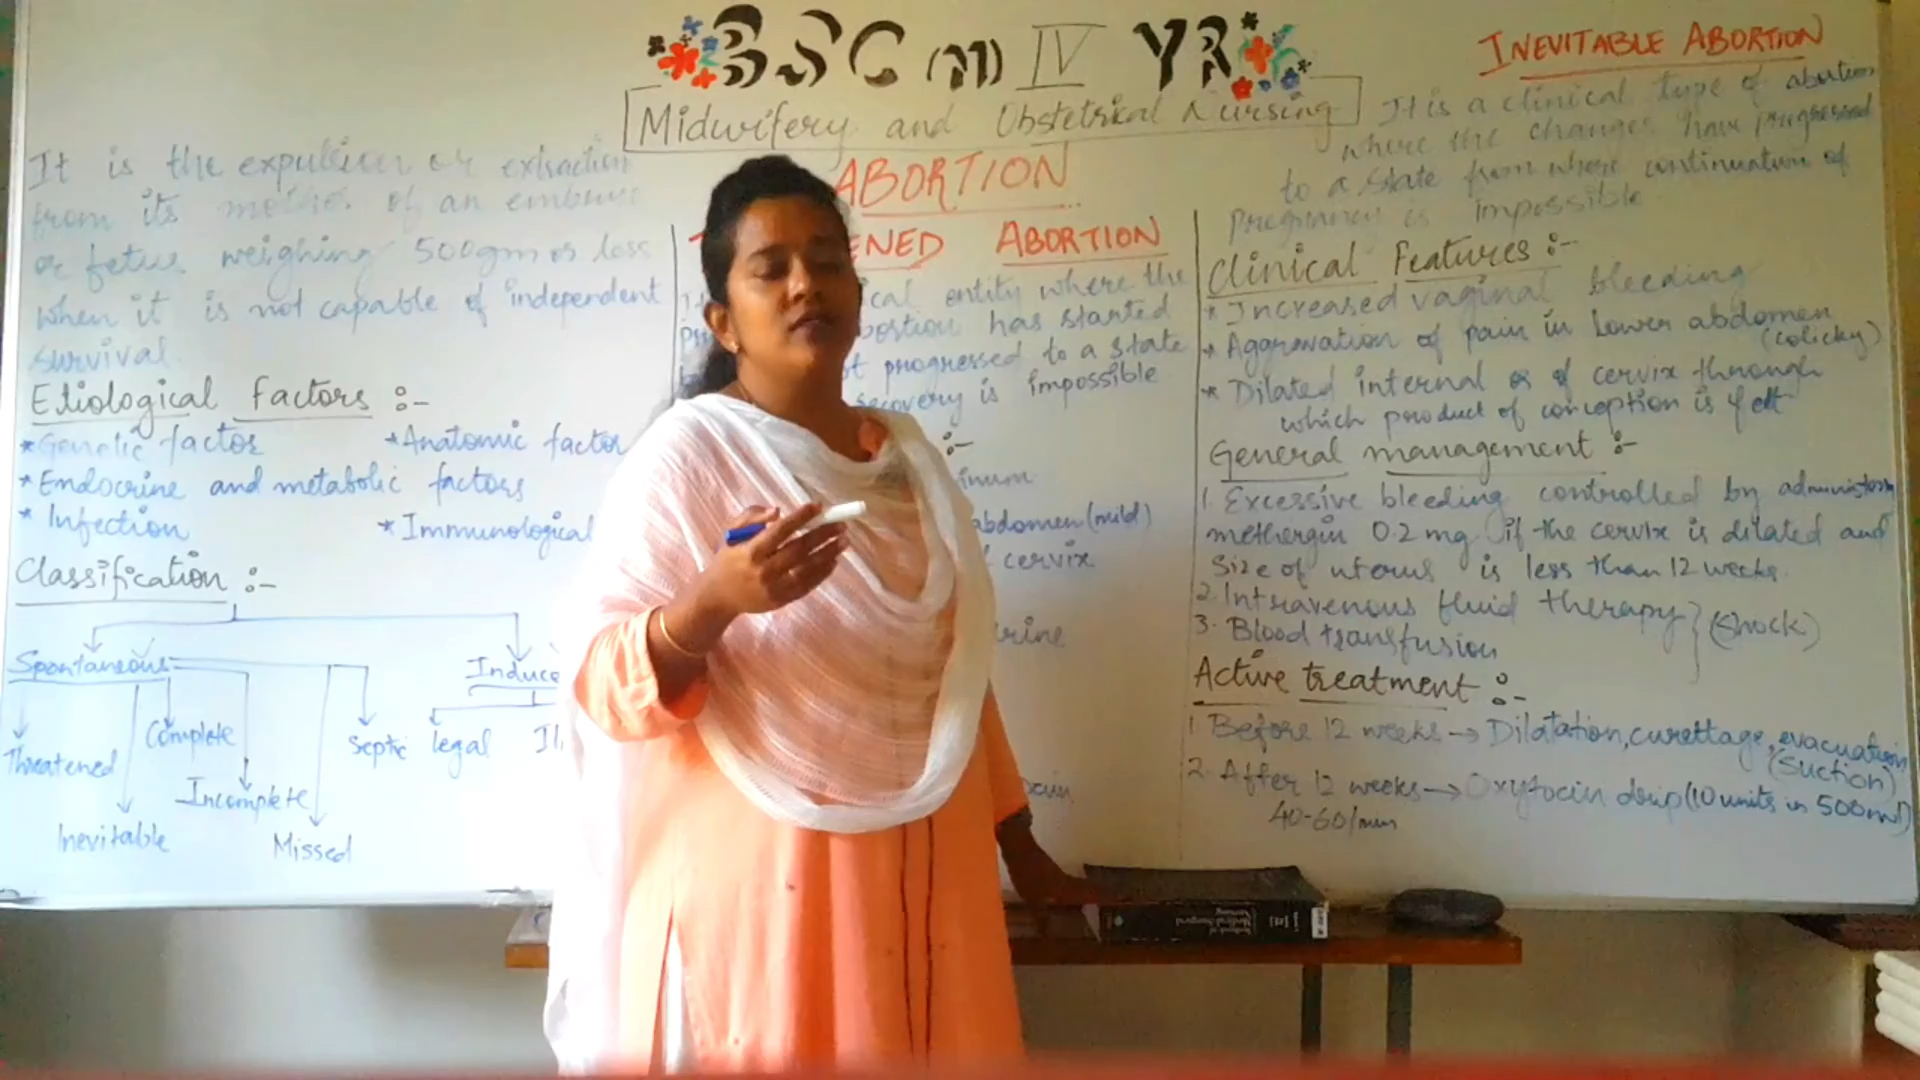 BSC (N) IV YR
Midwifery and Obstetrical Nursing
ABORTION
It is the expulsion or extraction
from its mother of an embryo
or fetus weighing 500gm or less
when it is not capable of independent
survival.
Etiological factors :-
*Genetic factor *Anatomic factor
*Endocrine and metabolic factors
* Infection * Immunological
Classification :-
Spontaneous Induce
Threatened
Inevitable
Complete
Incomplete
Missed
Septic
legal
ENED ABORTION
ical entity where the
abortion has started
progressed to a state
recovery is impossible
:-
abdomen (mild)
cervix
INEVITABLE ABORTION
It is a clinical type of abortion
where the changes have progressed
to a state from where continuation of
pregnancy is impossible
Clinical Features :-
* Increased vaginal bleeding
* Aggravation of pain in lower abdomen
(colicky)
* Dilated internal os of cervix through
which product of conception is felt
General management :-
1. Excessive bleeding controlled by
methergin 0.2 mg if the cervix is dilated and
Size of uterus is less than 12 weeks.
2. Intravenous fluid therapy
3. Blood transfusion
(shock)
Active treatment :-
1. Before 12 weeks → Dilatation, curettage, evacuation
(suction)
2. After 12 weeks → Oxytocin drip (10 units in 500ml)
40-60/min